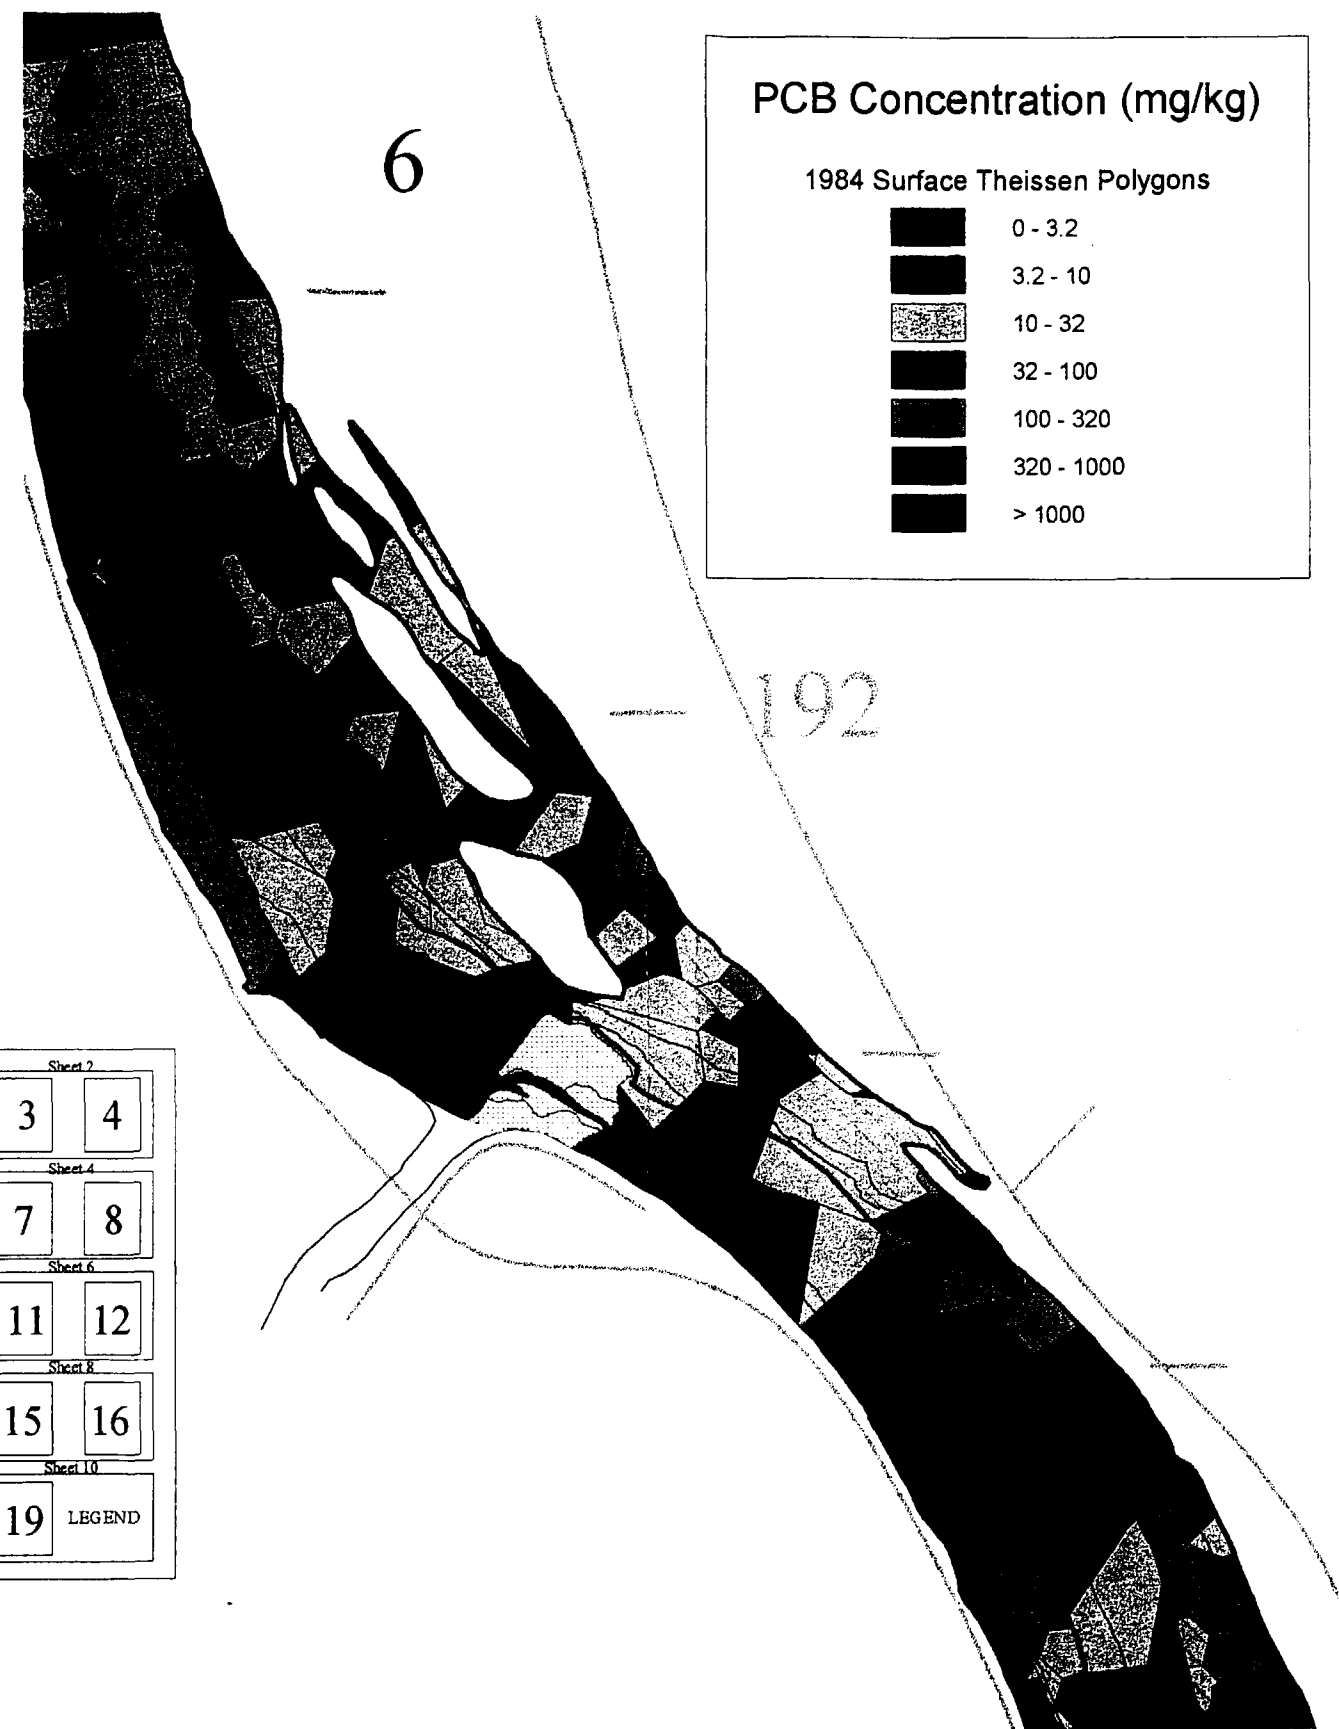 6
PCB Concentration (mg/kg)
1984 Surface Theissen Polygons
0 - 3.2
3.2 - 10
10 - 32
32 - 100
100 - 320
320 - 1000
> 1000
192
Sheet 2
3 4
Sheet 4
7 8
Sheet 6
11 12
Sheet 8
15 16
Sheet 10
19 LEGEND